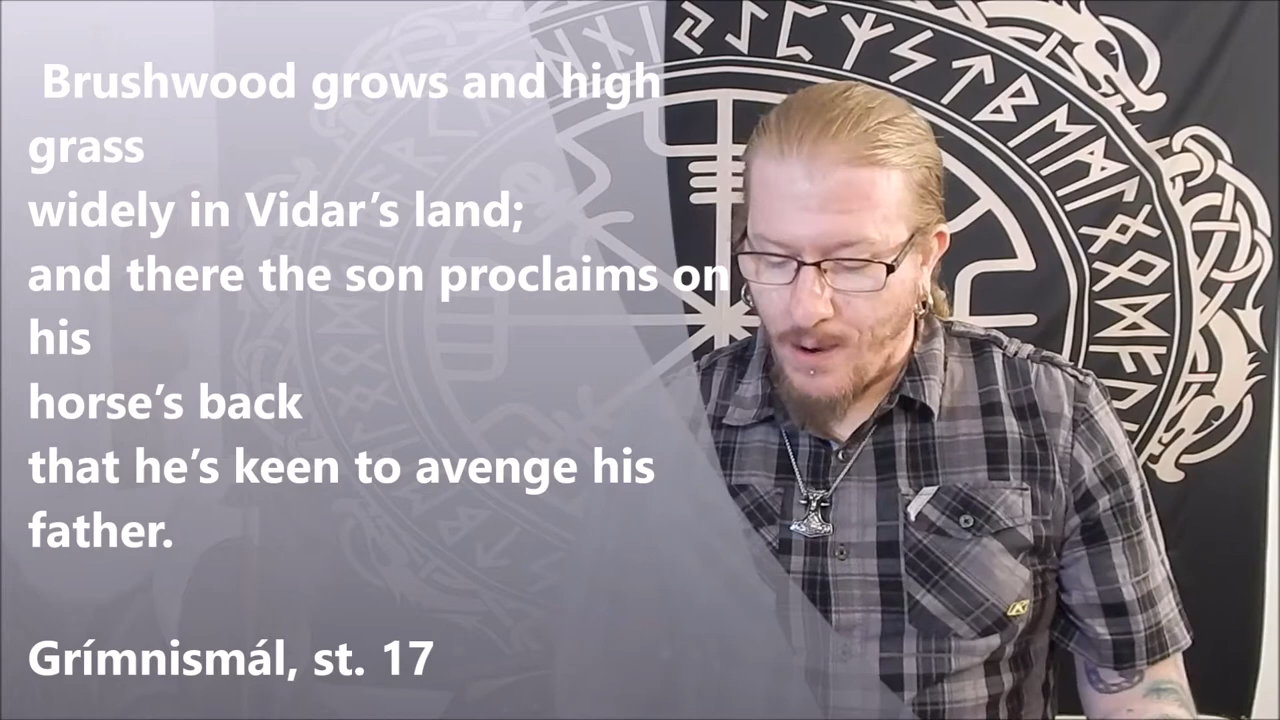 Brushwood grows and high
grass
widely in Vidar’s land;
and there the son proclaims on
his
horse’s back
that he’s keen to avenge his
father.
Grímnismál, st. 17